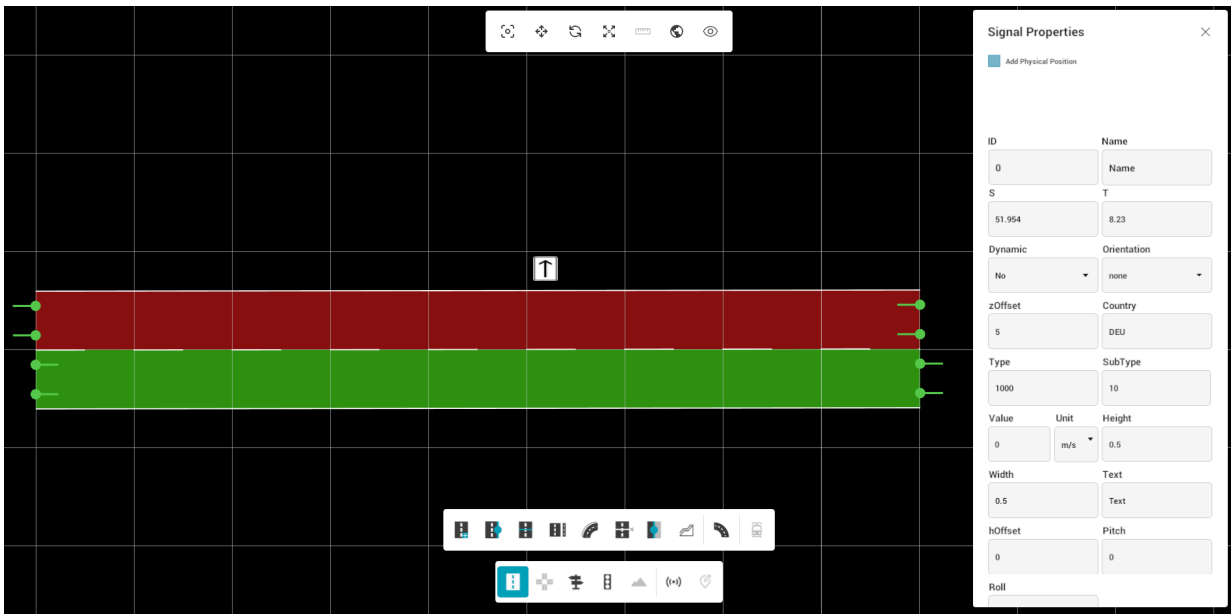 Signal Properties
Add Physical Position
ID Name
0 Name
S T
51.954 8.23
Dynamic Orientation
No none
zOffset Country
5 DEU
Type SubType
1000 10
Value Unit Height
0 m/s 0.5
Width Text
0.5 Text
hOffset Pitch
0 0
Roll